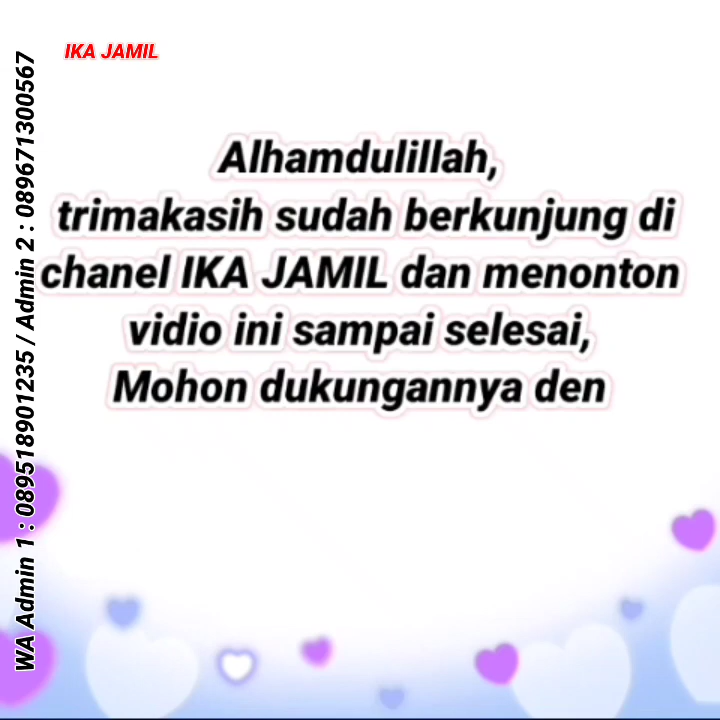 IKA JAMIL
Alhamdulillah,
trimakasih sudah berkunjung di
chanel IKA JAMIL dan menonton
vidio ini sampai selesai,
Mohon dukungannya den
WA Admin 1 : 089518901235 / Admin 2 : 089671300567